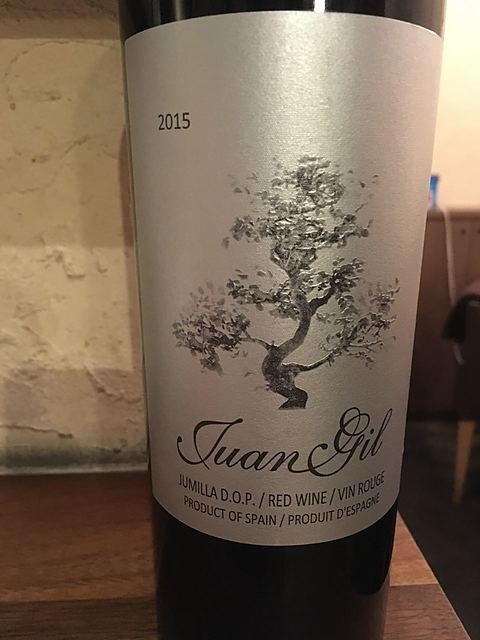 2015
Juan Gil
JUMILLA D.O.P. / RED WINE / VIN ROUGE
PRODUCT OF SPAIN / PRODUIT D'ESPAGNE